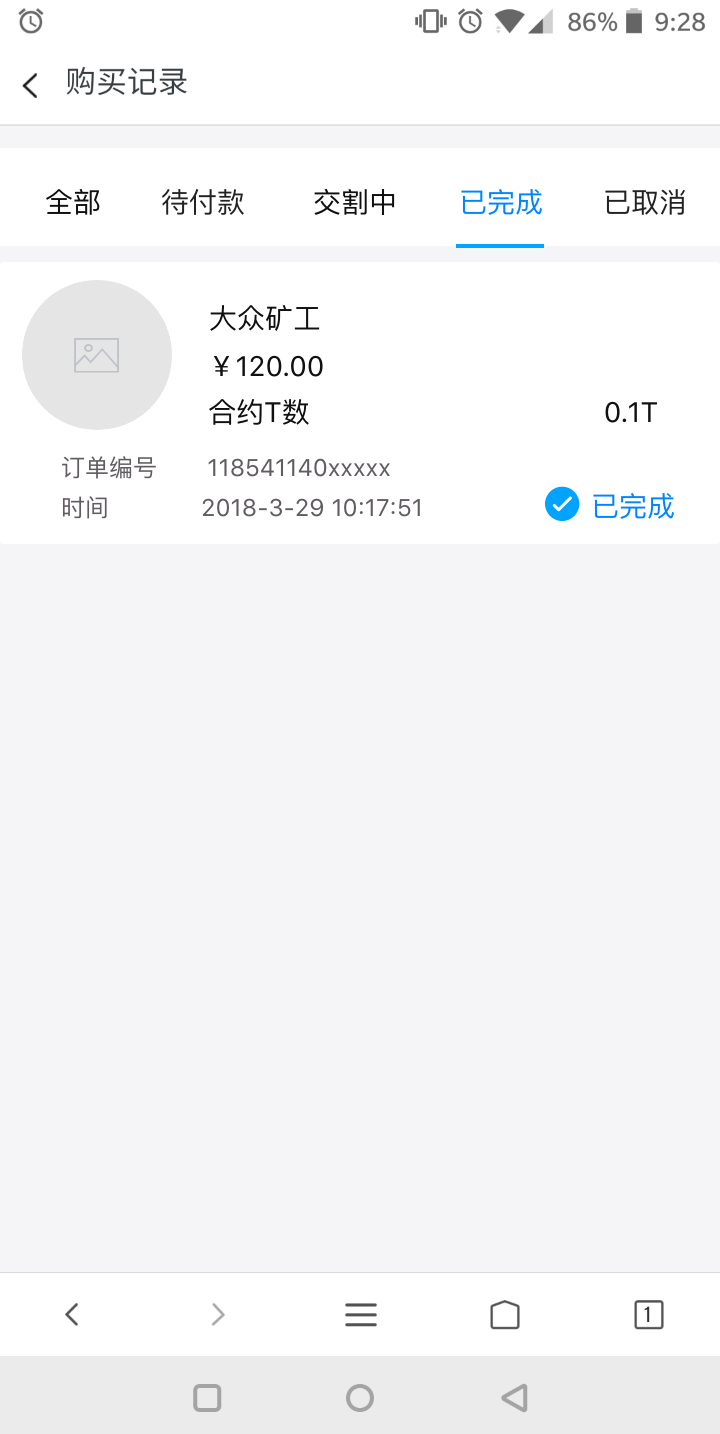 86% 9:28
购买记录
全部 待付款 交割中 已完成 已取消
大众矿工
￥120.00
合约T数 0.1T
订单编号 118541140xxxxx
时间 2018-3-29 10:17:51 已完成
1